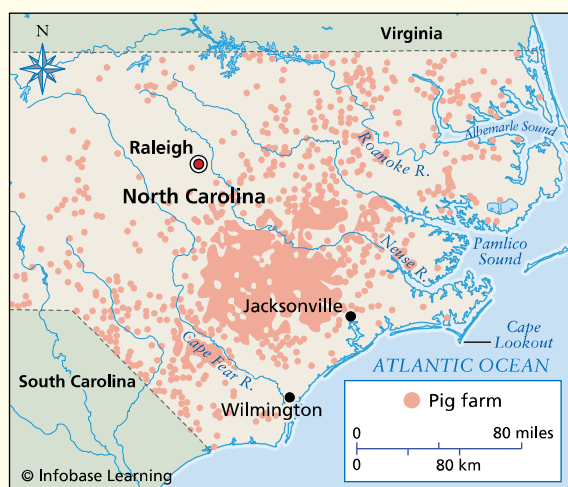 Virginia
N
Albemarle Sound
Raleigh
Roanoke R.
North Carolina
Neuse R.
Pamlico
Sound
Jacksonville
Cape
Lookout
Cape Fear R.
ATLANTIC OCEAN
South Carolina
Wilmington
Pig farm
0 80 miles
0 80 km
© Infobase Learning